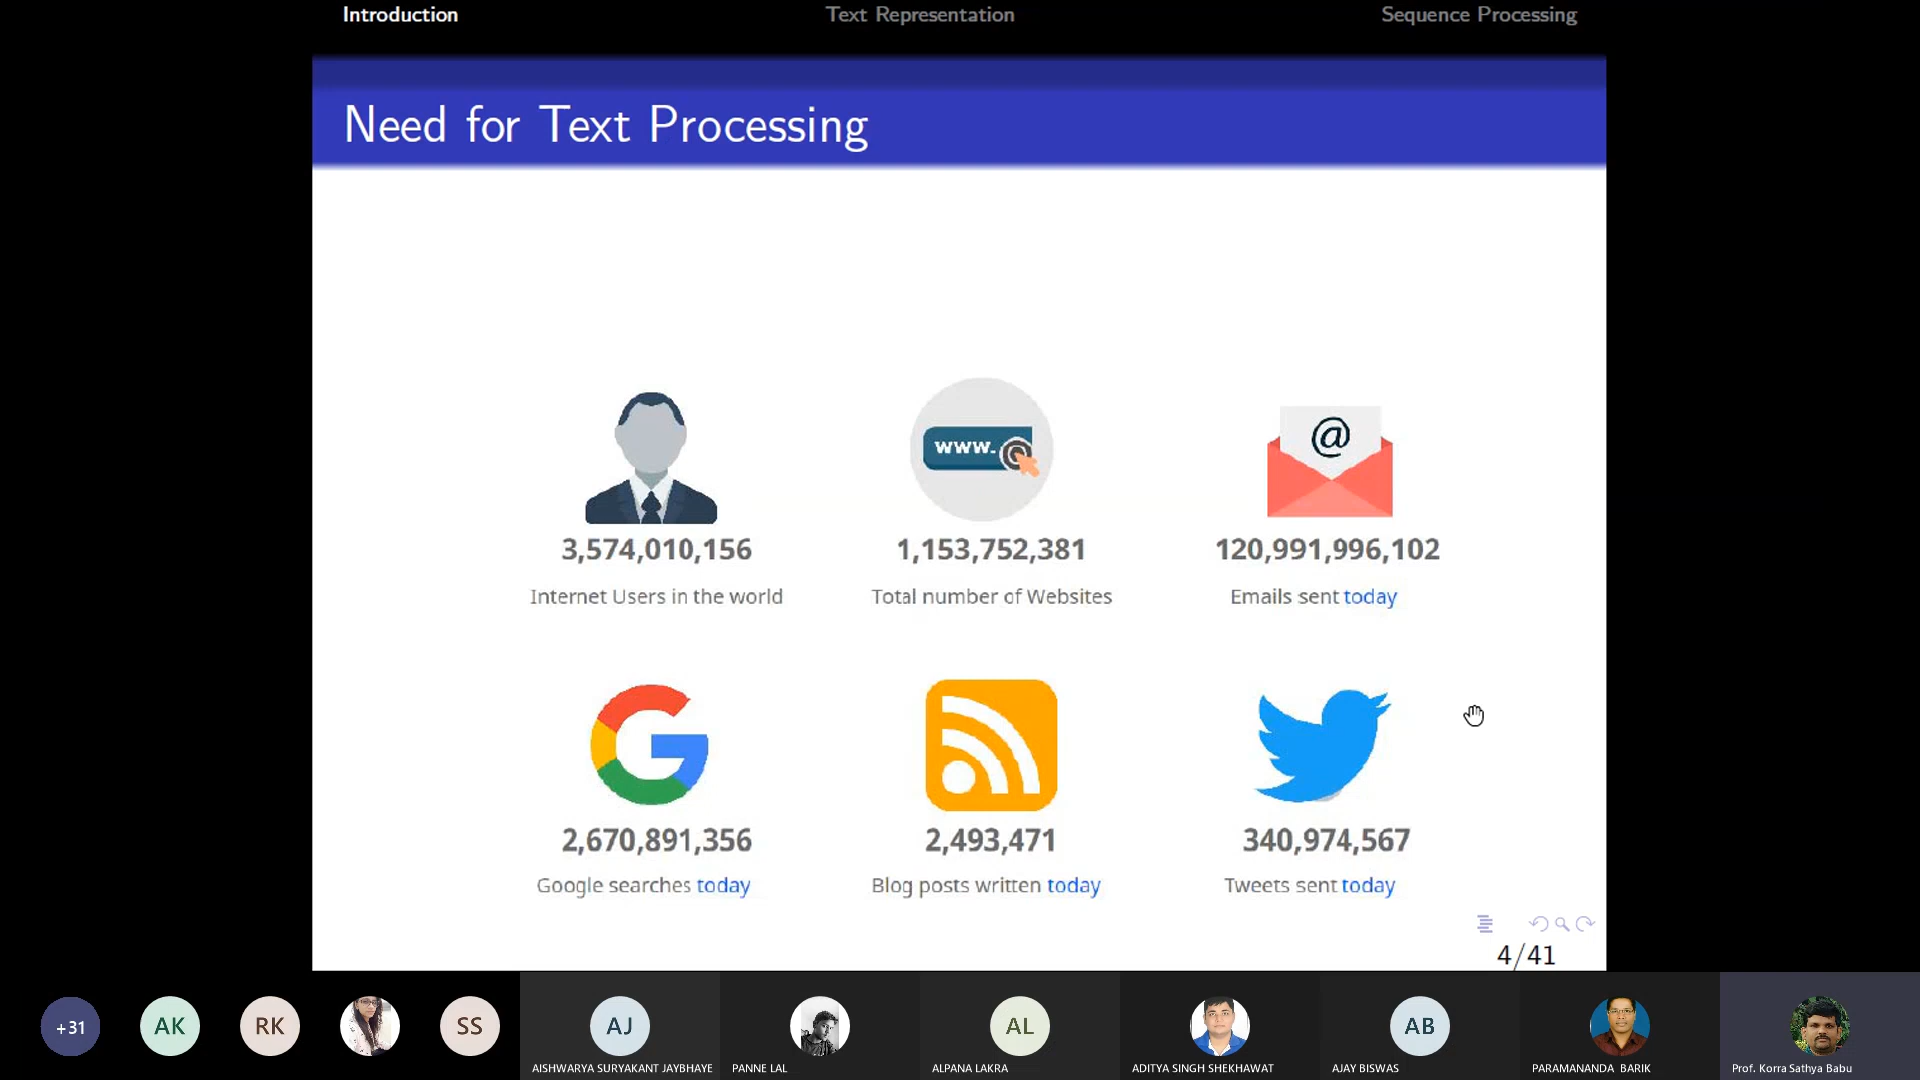 Introduction Text Representation Sequence Processing
Need for Text Processing
www.
@
3,574,010,156 1,153,752,381 120,991,996,102
Internet Users in the world Total number of Websites Emails sent today
2,670,891,356 2,493,471 340,974,567
Google searches today Blog posts written today Tweets sent today
4/41
+31 AK RK SS AJ AL AB
AISHWARYA SURYAKANT JAYBHAYE PANNE LAL ALPANA LAKRA ADITYA SINGH SHEKHAWAT AJAY BISWAS PARAMANANDA BARIK Prof. Korra Sathya Babu